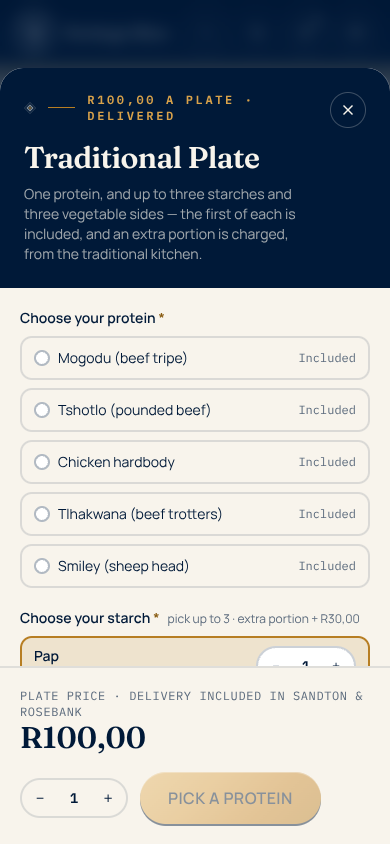 R100,00 A PLATE ·
DELIVERED
Traditional Plate
One protein, and up to three starches and
three vegetable sides — the first of each is
included, and an extra portion is charged,
from the traditional kitchen.
Choose your protein *
Mogodu (beef tripe) Included
Tshotlo (pounded beef) Included
Chicken hardbody Included
Tlhakwana (beef trotters) Included
Smiley (sheep head) Included
Choose your starch * pick up to 3 · extra portion + R30,00
Pap
− 1 +
PLATE PRICE · DELIVERY INCLUDED IN SANDTON &
ROSEBANK
R100,00
− 1 +
PICK A PROTEIN